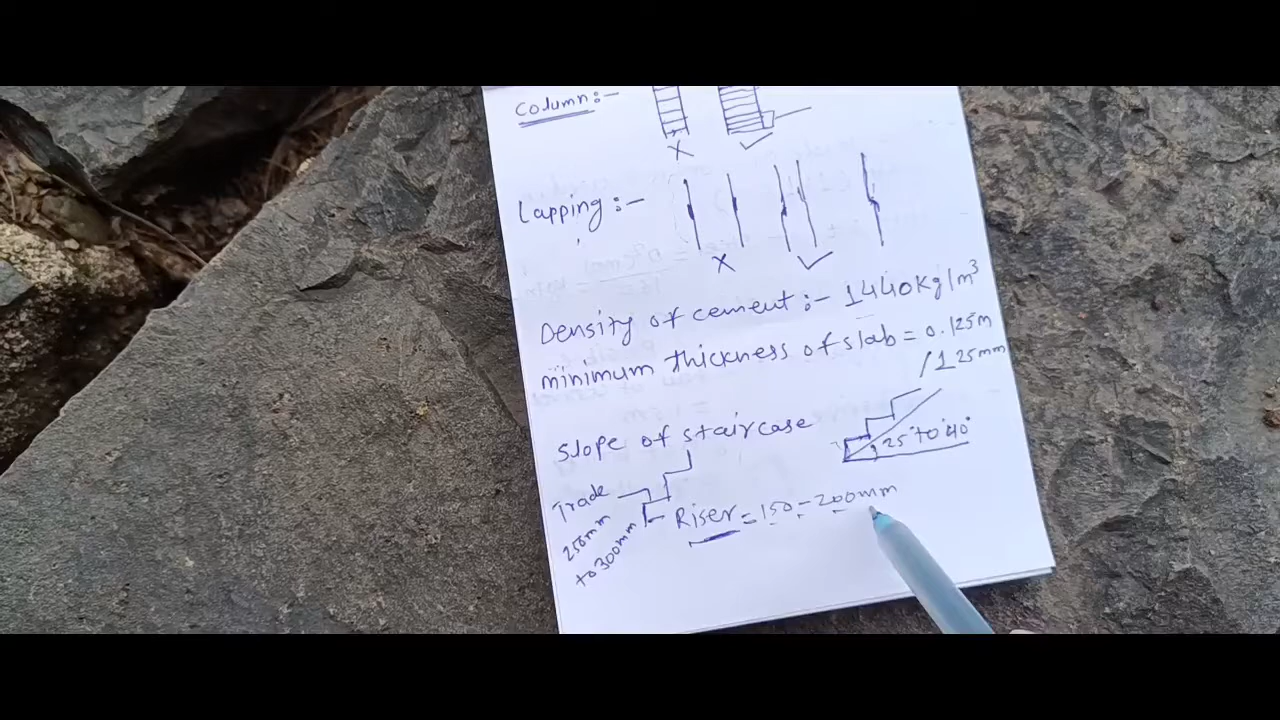 Column:-
X ✓
Lapping:-
X ✓
Density of cement:- 1440kg/m³
minimum thickness of slab = 0.125m
/125mm
Slope of staircase
25° to 40°
Trade
250mm
to 300mm
Riser = 150 - 200mm